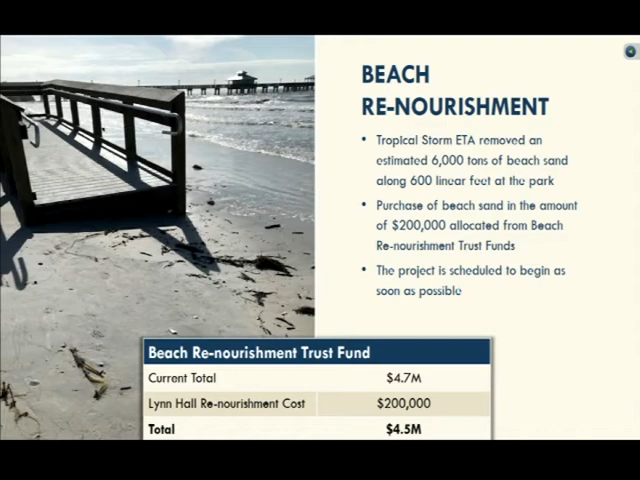 BEACH
RE-NOURISHMENT
• Tropical Storm ETA removed an
estimated 6,000 tons of beach sand
along 600 linear feet at the park
• Purchase of beach sand in the amount
of $200,000 allocated from Beach
Re-nourishment Trust Funds
• The project is scheduled to begin as
soon as possible
Beach Re-nourishment Trust Fund
Current Total $4.7M
Lynn Hall Re-nourishment Cost $200,000
Total $4.5M